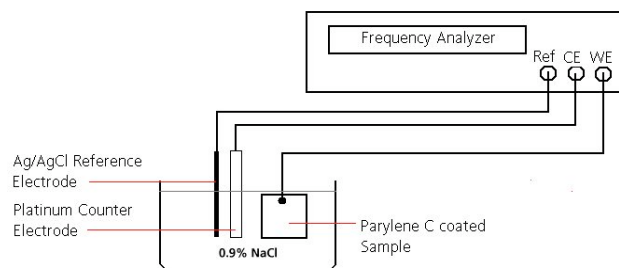 Frequency Analyzer
Ref CE WE
Ag/AgCl Reference
Electrode
Platinum Counter
Electrode
0.9% NaCl
Parylene C coated
Sample